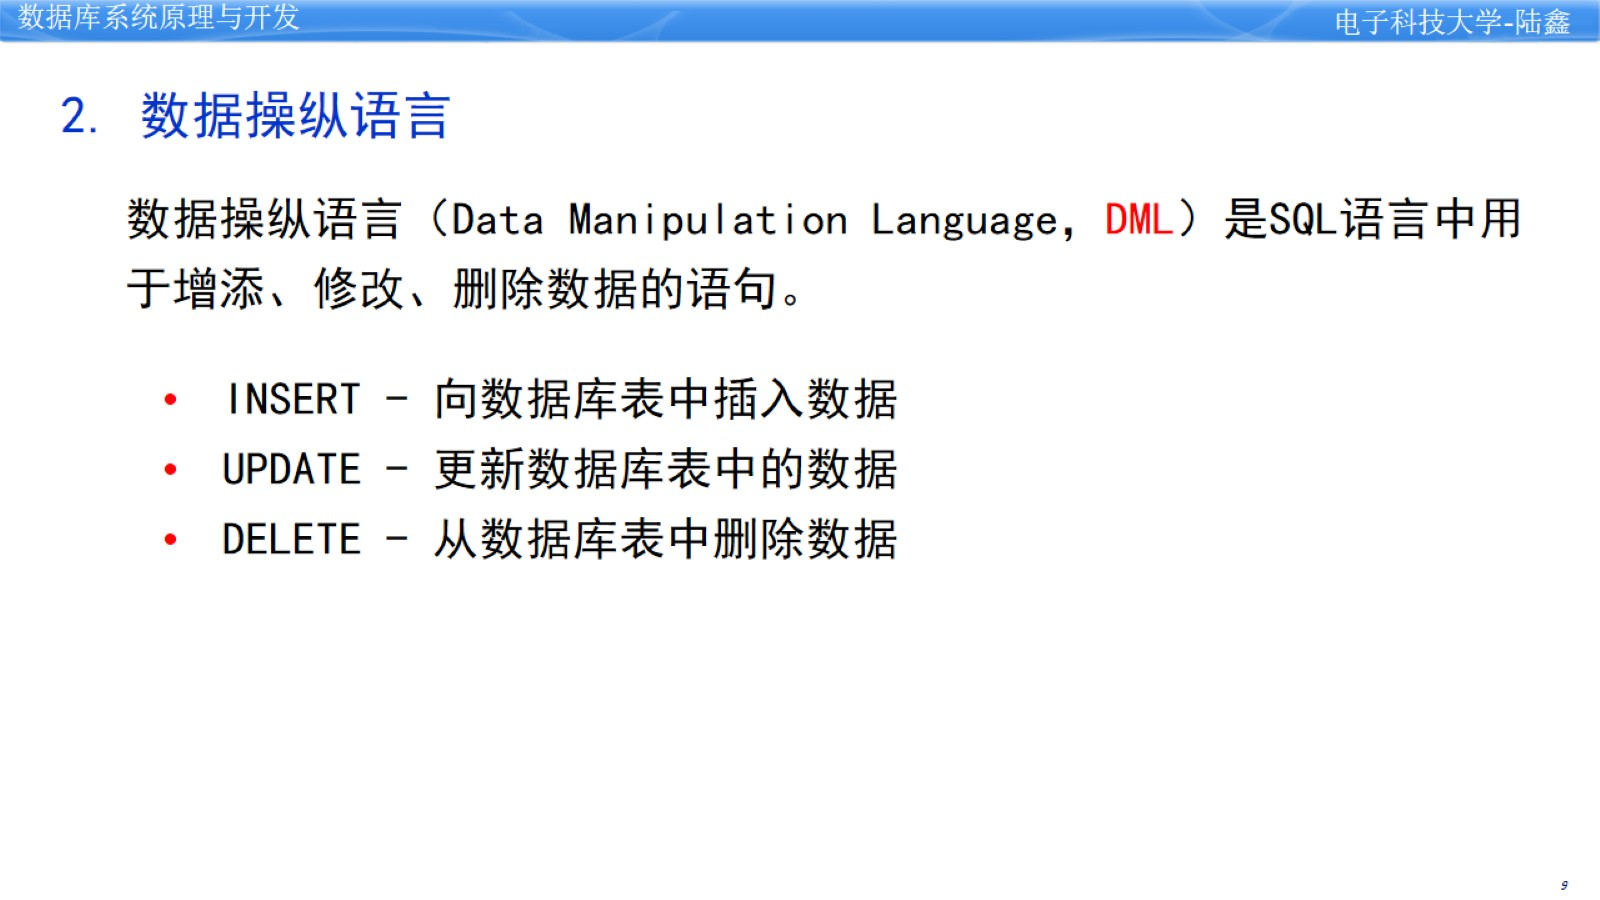 数据库系统原理与开发
电子科技大学-陆鑫
2. 数据操纵语言
数据操纵语言（Data Manipulation Language，DML）是SQL语言中用
于增添、修改、删除数据的语句。
• INSERT - 向数据库表中插入数据
• UPDATE - 更新数据库表中的数据
• DELETE - 从数据库表中删除数据
9